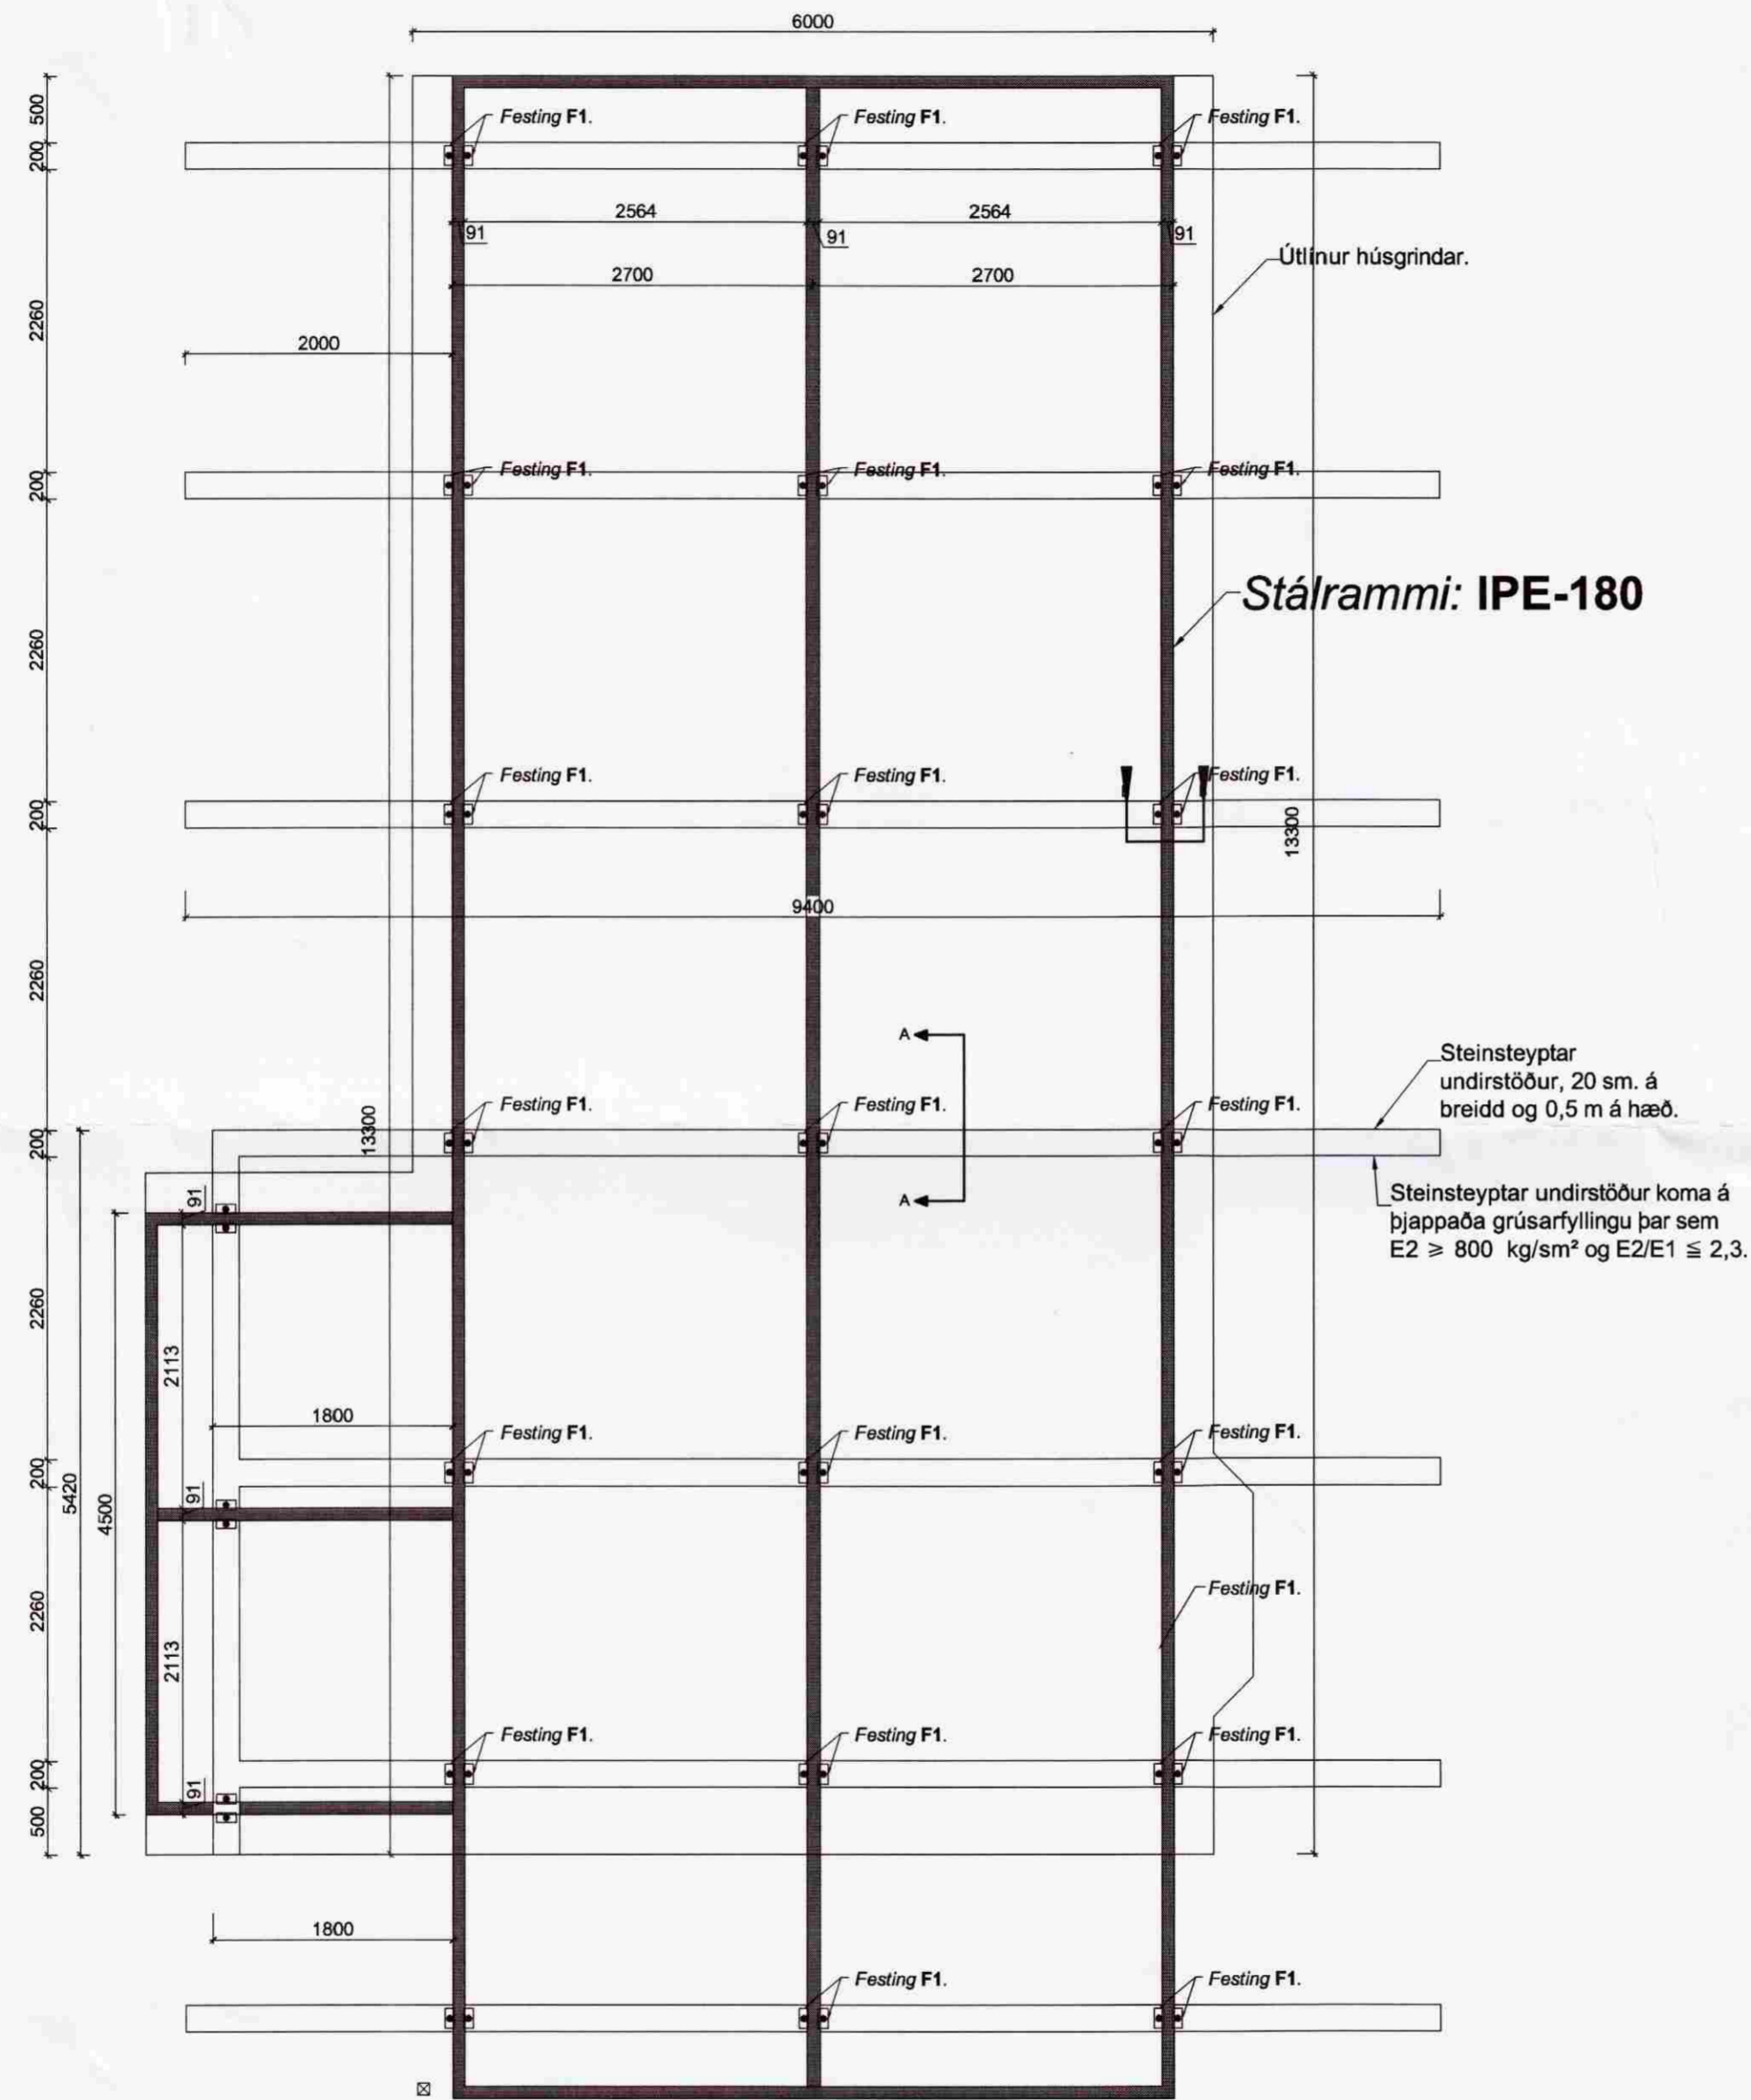 6000
500
Festing F1.
Festing F1.
Festing F1.
200
2564
2564
91
91
91
Útlínur húsgrindar.
2700
2700
2260
2000
Festing F1.
Festing F1.
Festing F1.
200
Stálrammi: IPE-180
2260
Festing F1.
Festing F1.
Festing F1.
200
13300
9400
2260
A
Steinsteyptar
undirstöður, 20 sm. á
breidd og 0,5 m á hæð.
Festing F1.
Festing F1.
Festing F1.
13300
200
91
A
Steinsteyptar undirstöður koma á
þjappaða grúsarfyllingu þar sem
E2 ≥ 800 kg/sm² og E2/E1 ≦ 2,3.
2260
2113
1800
Festing F1.
Festing F1.
Festing F1.
200
5420
91
4500
Festing F1.
2260
2113
Festing F1.
Festing F1.
Festing F1.
200
91
500
1800
Festing F1.
Festing F1.